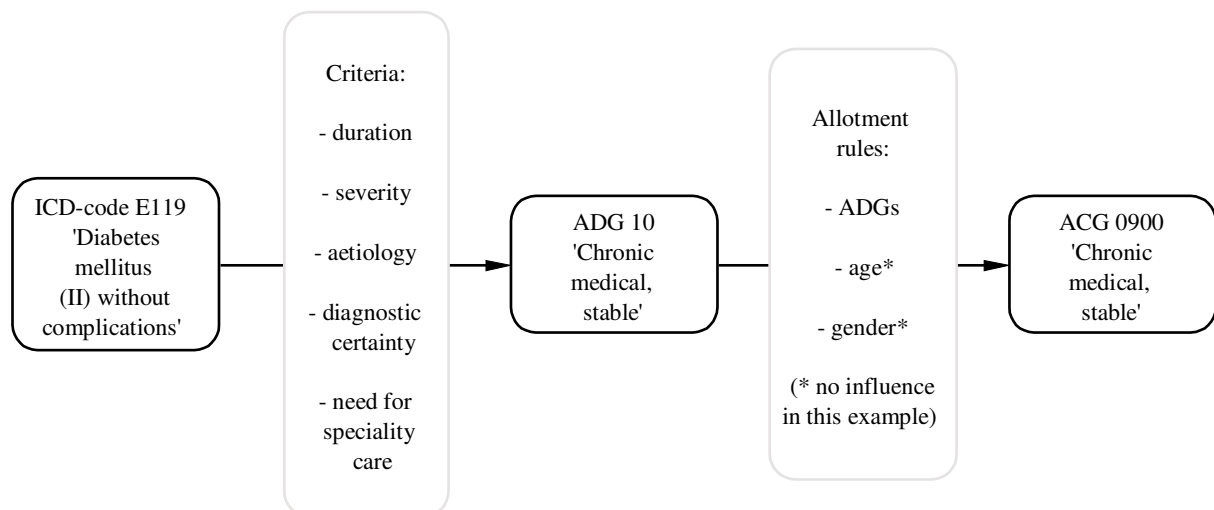 ICD-code E119
'Diabetes
mellitus
(II) without
complications'
Criteria:
- duration
- severity
- aetiology
- diagnostic
certainty
- need for
speciality
care
ADG 10
'Chronic
medical,
stable'
Allotment
rules:
- ADGs
- age*
- gender*
(* no influence
in this example)
ACG 0900
'Chronic
medical,
stable'